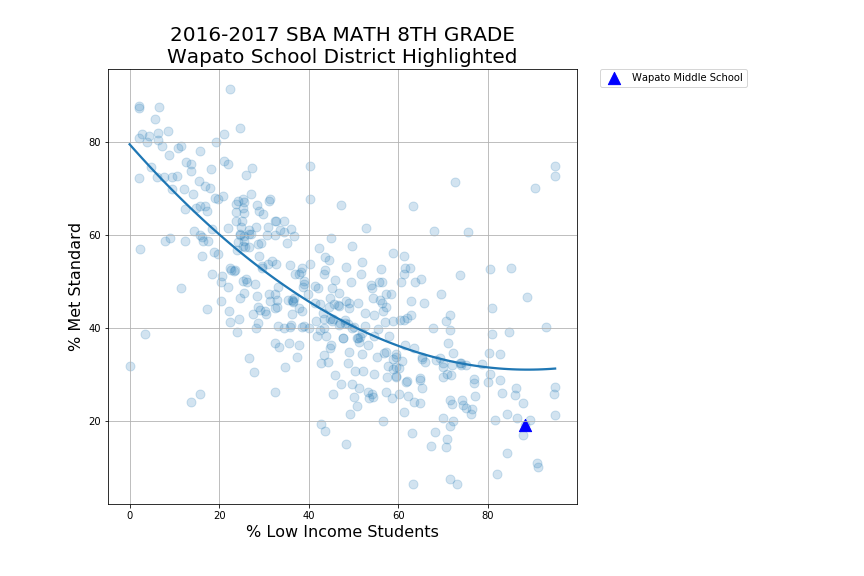 2016-2017 SBA MATH 8TH GRADE
Wapato School District Highlighted
Wapato Middle School
% Met Standard
80
60
40
20
0
20
40
60
80
% Low Income Students